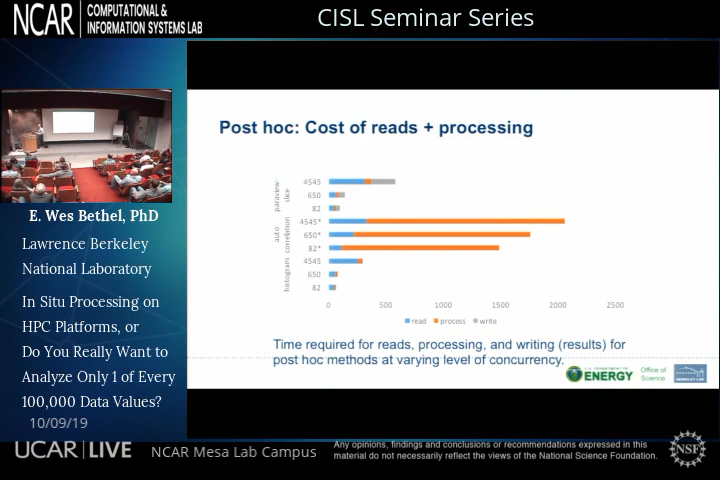 NCAR
COMPUTATIONAL &
INFORMATION SYSTEMS LAB
CISL Seminar Series
E. Wes Bethel, PhD
Lawrence Berkeley
National Laboratory
In Situ Processing on
HPC Platforms, or
Do You Really Want to
Analyze Only 1 of Every
100,000 Data Values?
10/09/19
Post hoc: Cost of reads + processing
paraview-
slice
4545
650
82
auto
correlation
4545*
650*
82*
histogram
4545
650
82
0 500 1000 1500 2000 2500
read process write
Time required for reads, processing, and writing (results) for
post hoc methods at varying level of concurrency.
U.S. DEPARTMENT OF
ENERGY
Office of
Science
BERKELEY LAB
UCAR LIVE
NCAR Mesa Lab Campus
Any opinions, findings and conclusions or recommendations expressed in this
material do not necessarily reflect the views of the National Science Foundation.
NSF